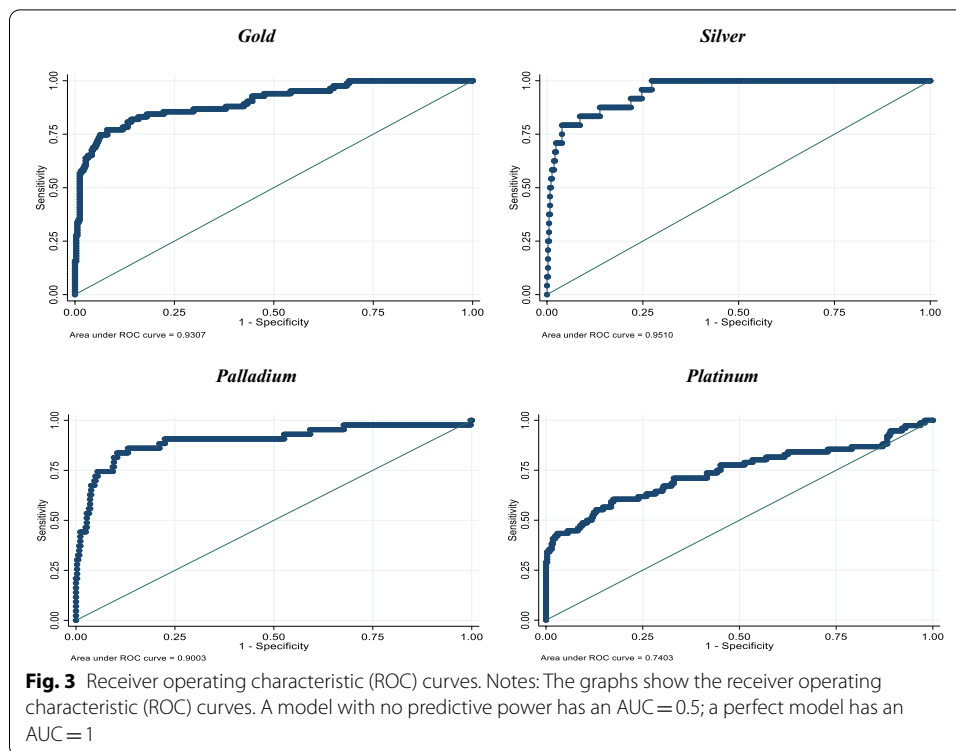 Gold
Sensitivity
1.00
0.75
0.50
0.25
0.00
0.00 0.25 0.50 0.75 1.00
1 - Specificity
Area under ROC curve = 0.9307
Silver
Sensitivity
1.00
0.75
0.50
0.25
0.00
0.00 0.25 0.50 0.75 1.00
1 - Specificity
Area under ROC curve = 0.9510
Palladium
Sensitivity
1.00
0.75
0.50
0.25
0.00
0.00 0.25 0.50 0.75 1.00
1 - Specificity
Area under ROC curve = 0.9003
Platinum
Sensitivity
1.00
0.75
0.50
0.25
0.00
0.00 0.25 0.50 0.75 1.00
1 - Specificity
Area under ROC curve = 0.7403
Fig. 3 Receiver operating characteristic (ROC) curves. Notes: The graphs show the receiver operating
characteristic (ROC) curves. A model with no predictive power has an AUC = 0.5; a perfect model has an
AUC = 1